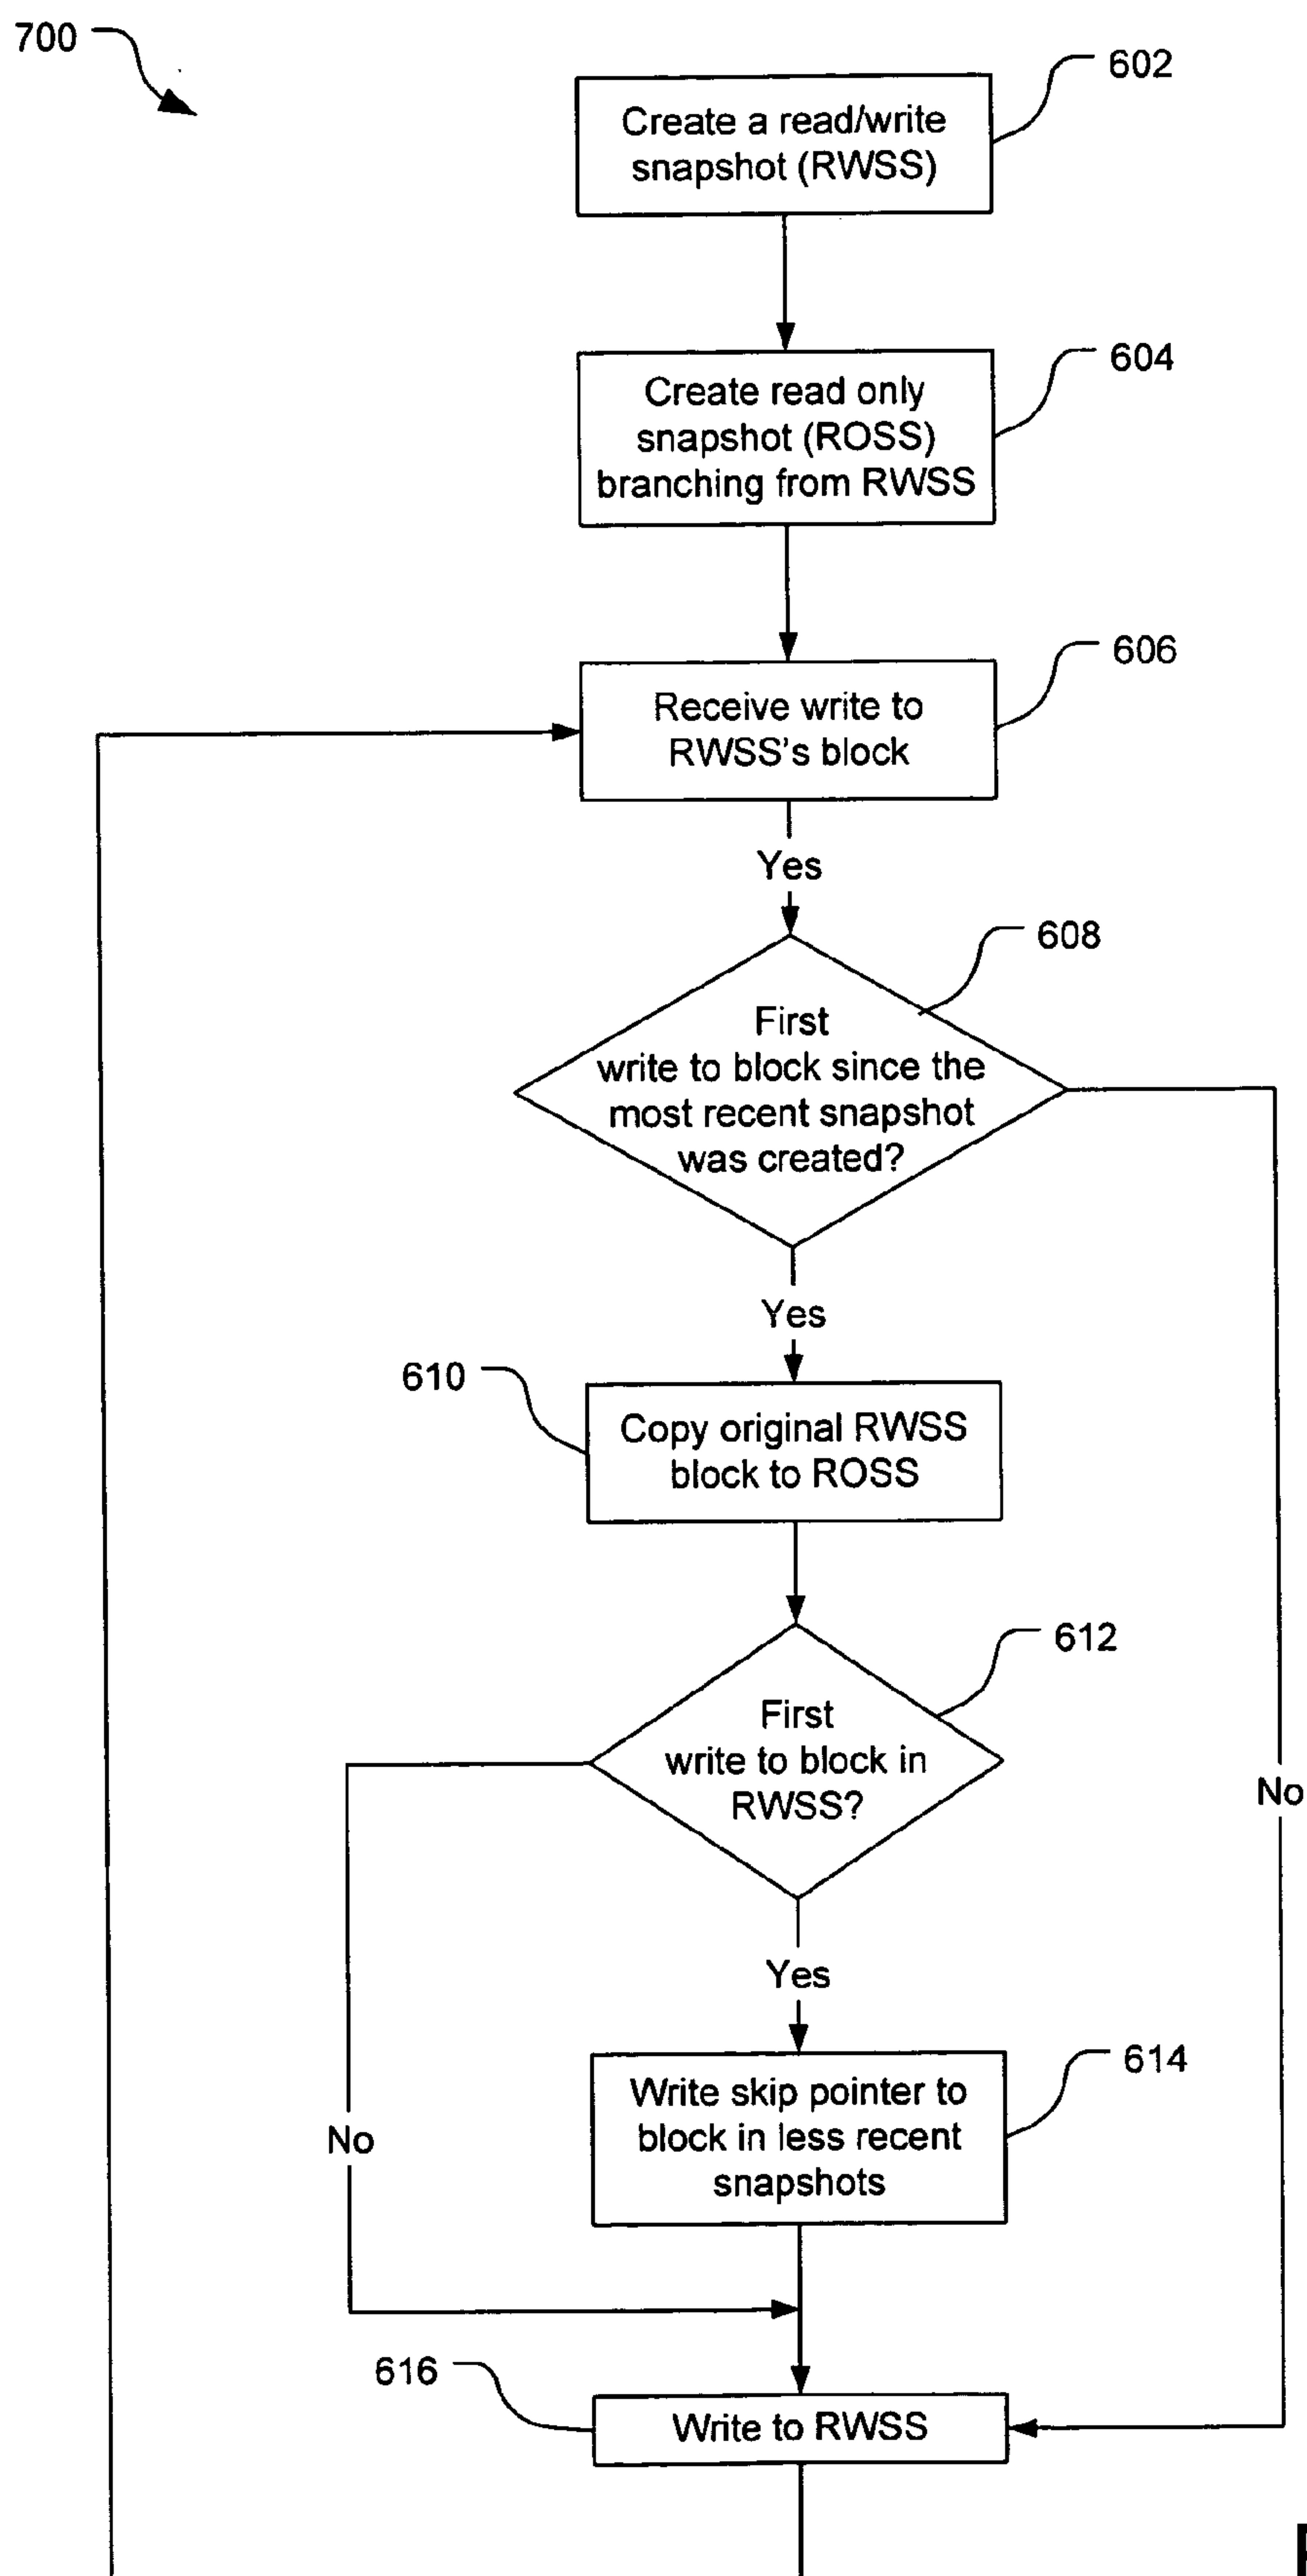 700
602
Create a read/write
snapshot (RWSS)
604
Create read only
snapshot (ROSS)
branching from RWSS
606
Receive write to
RWSS's block
Yes
608
First
write to block since the
most recent snapshot
was created?
Yes
610
Copy original RWSS
block to ROSS
612
First
write to block in
RWSS?
No
Yes
614
Write skip pointer to
block in less recent
snapshots
No
616
Write to RWSS